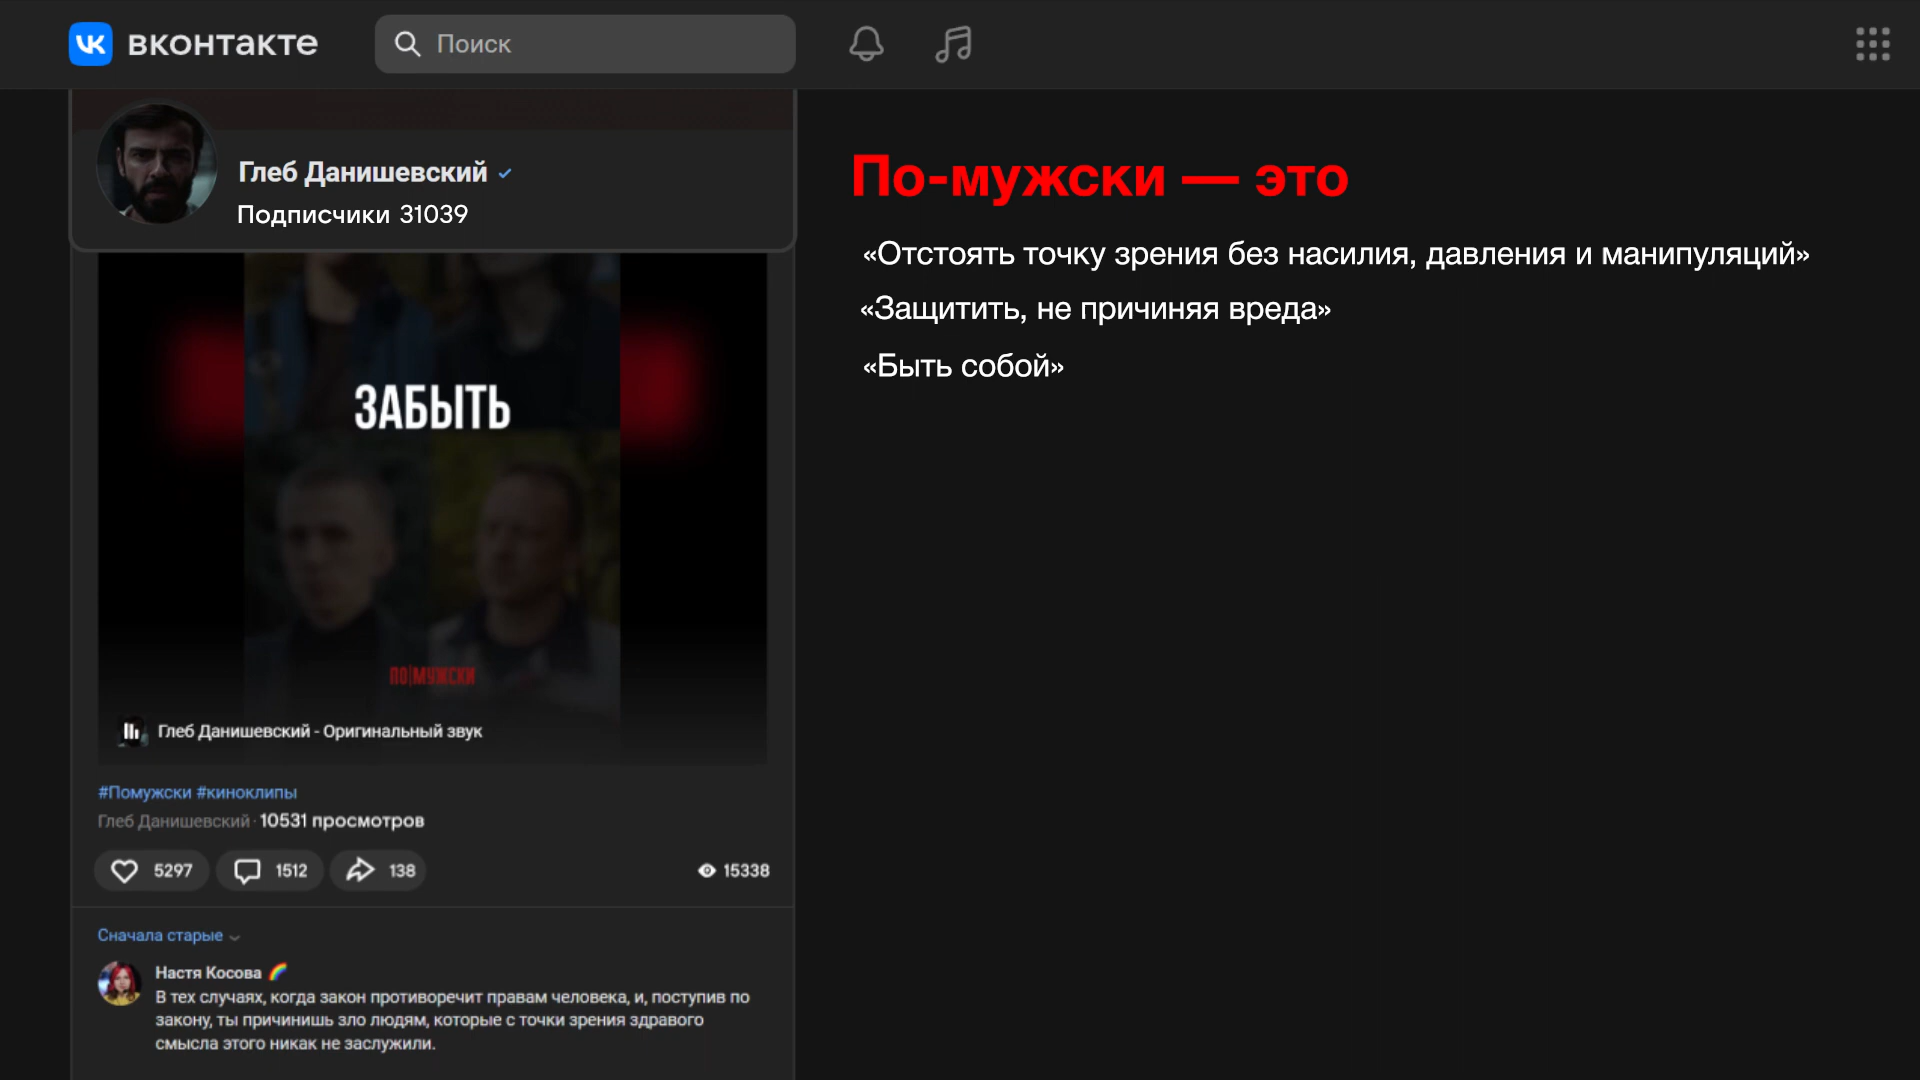 вконтакте
Поиск
Глеб Данишевский
Подписчики 31039
ЗАБЫТЬ
ПО|МУЖСКИ
Глеб Данишевский - Оригинальный звук
#Помужски #киноклипы
Глеб Данишевский · 10531 просмотров
5297 1512 138 15338
Сначала старые
Настя Косова 🌈
В тех случаях, когда закон противоречит правам человека, и, поступив по
закону, ты причинишь зло людям, которые с точки зрения здравого
смысла этого никак не заслужили.
По-мужски — это
«Отстоять точку зрения без насилия, давления и манипуляций»
«Защитить, не причиняя вреда»
«Быть собой»